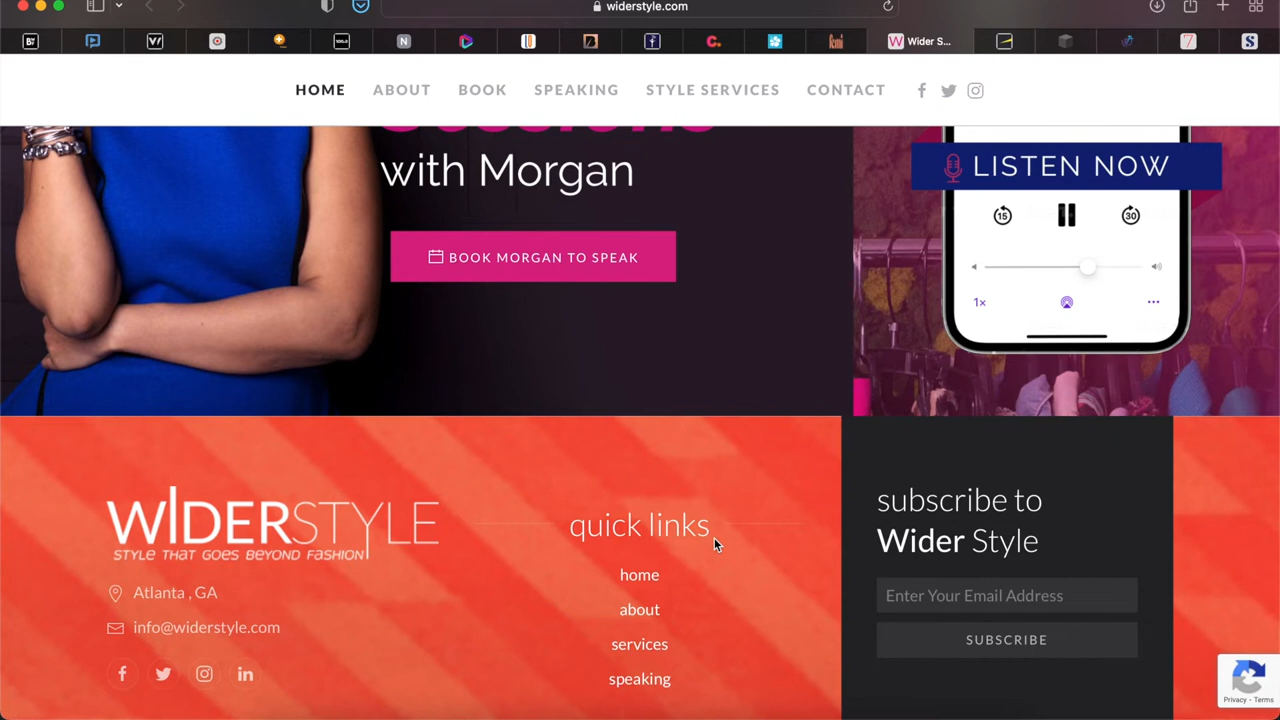 widerstyle.com
Wider S...
HOME ABOUT BOOK SPEAKING STYLE SERVICES CONTACT
with Morgan
BOOK MORGAN TO SPEAK
LISTEN NOW
15 30
1×
WIDERSTYLE
STYLE THAT GOES BEYOND FASHION
Atlanta , GA
info@widerstyle.com
quick links
home
about
services
speaking
subscribe to
Wider Style
Enter Your Email Address
SUBSCRIBE
Privacy - Terms